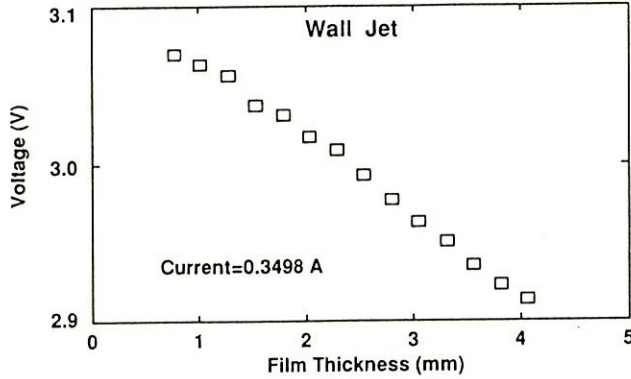 3.1
Wall Jet
3.0
Voltage (V)
Current=0.3498 A
2.9
0 1 2 3 4 5
Film Thickness (mm)